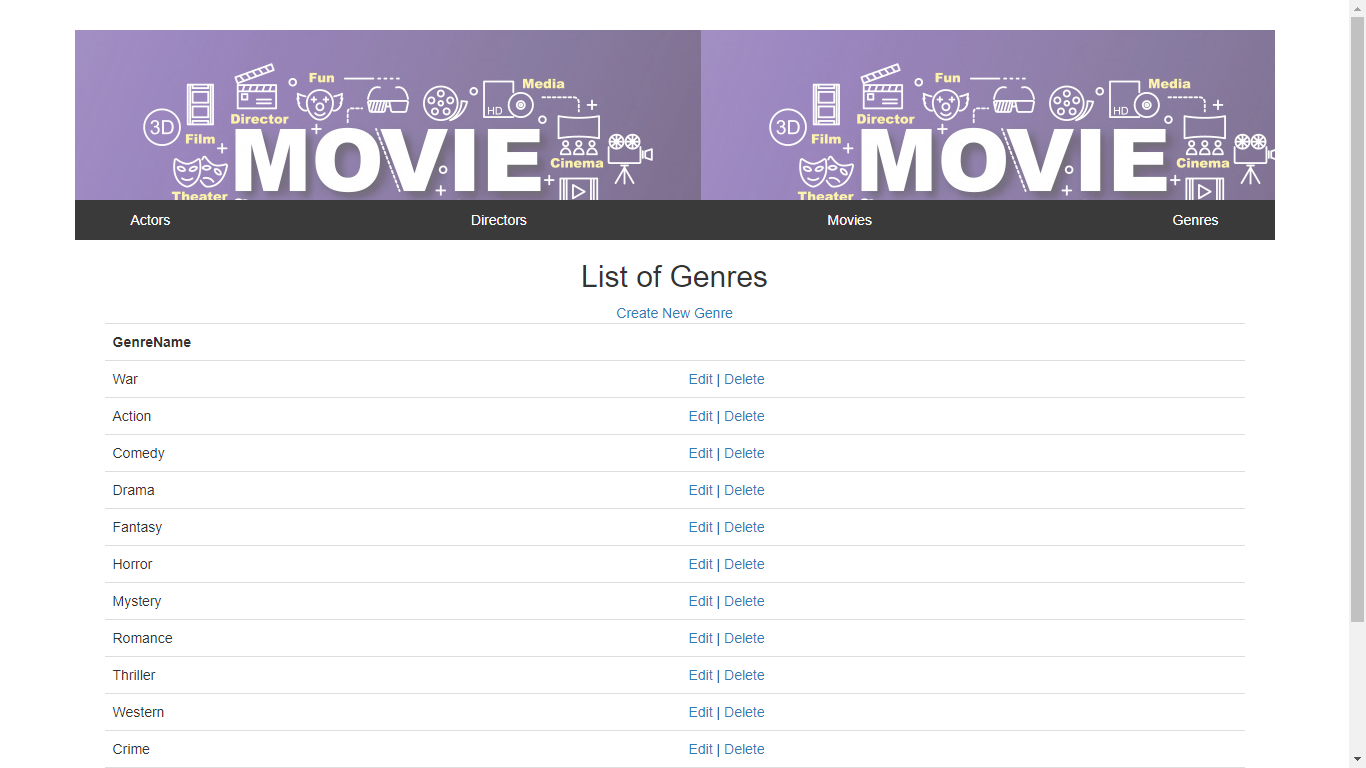 Fun Media Fun Media
3D Film Director HD 3D Film Director HD
MOVIE Cinema MOVIE Cinema
Theater Theater
Actors Directors Movies Genres
List of Genres
Create New Genre
GenreName
War Edit | Delete
Action Edit | Delete
Comedy Edit | Delete
Drama Edit | Delete
Fantasy Edit | Delete
Horror Edit | Delete
Mystery Edit | Delete
Romance Edit | Delete
Thriller Edit | Delete
Western Edit | Delete
Crime Edit | Delete